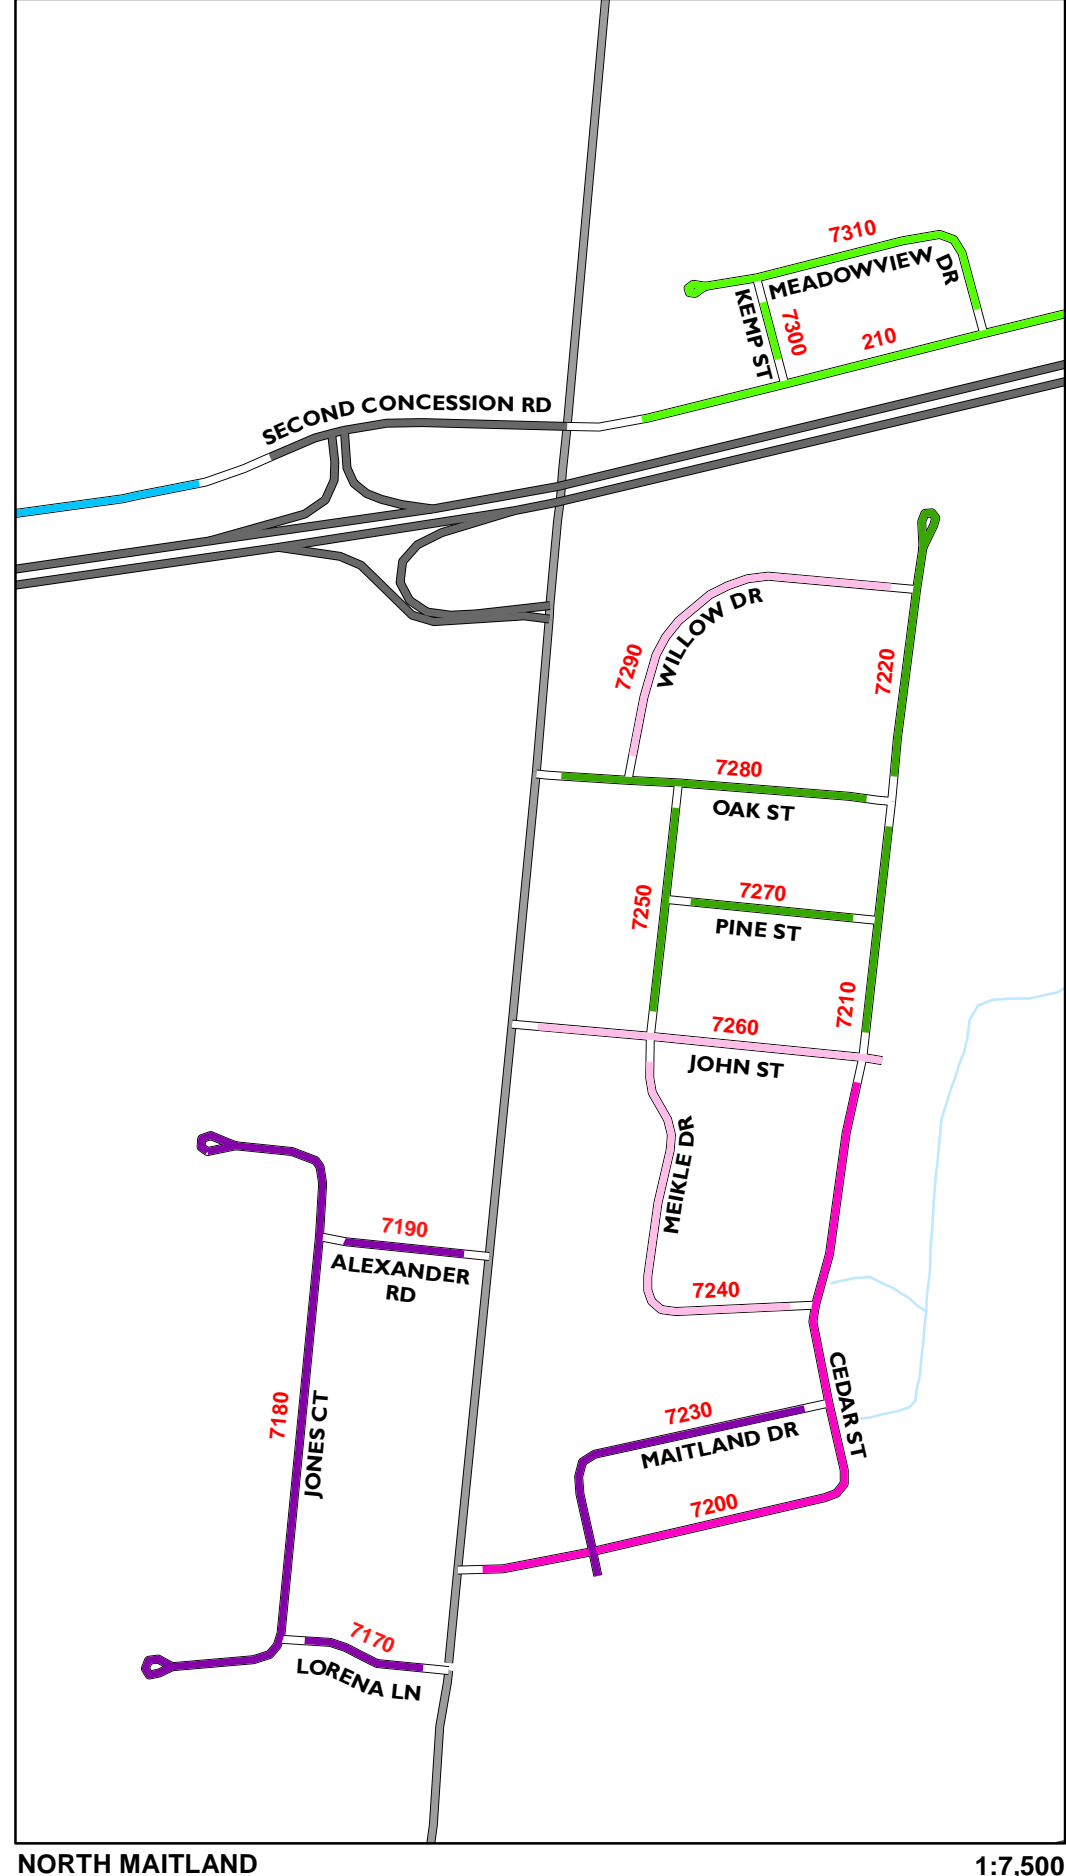 7310
MEADOWVIEW DR
KEMP ST
7300
210
SECOND CONCESSION RD
WILLOW DR
7290
7220
7280
OAK ST
7250
7270
PINE ST
7210
7260
JOHN ST
MEIKLE DR
7190
ALEXANDER
RD
7240
CEDAR ST
7180
JONES CT
7230
MAITLAND DR
7200
7170
LORENA LN
NORTH MAITLAND
1:7,500